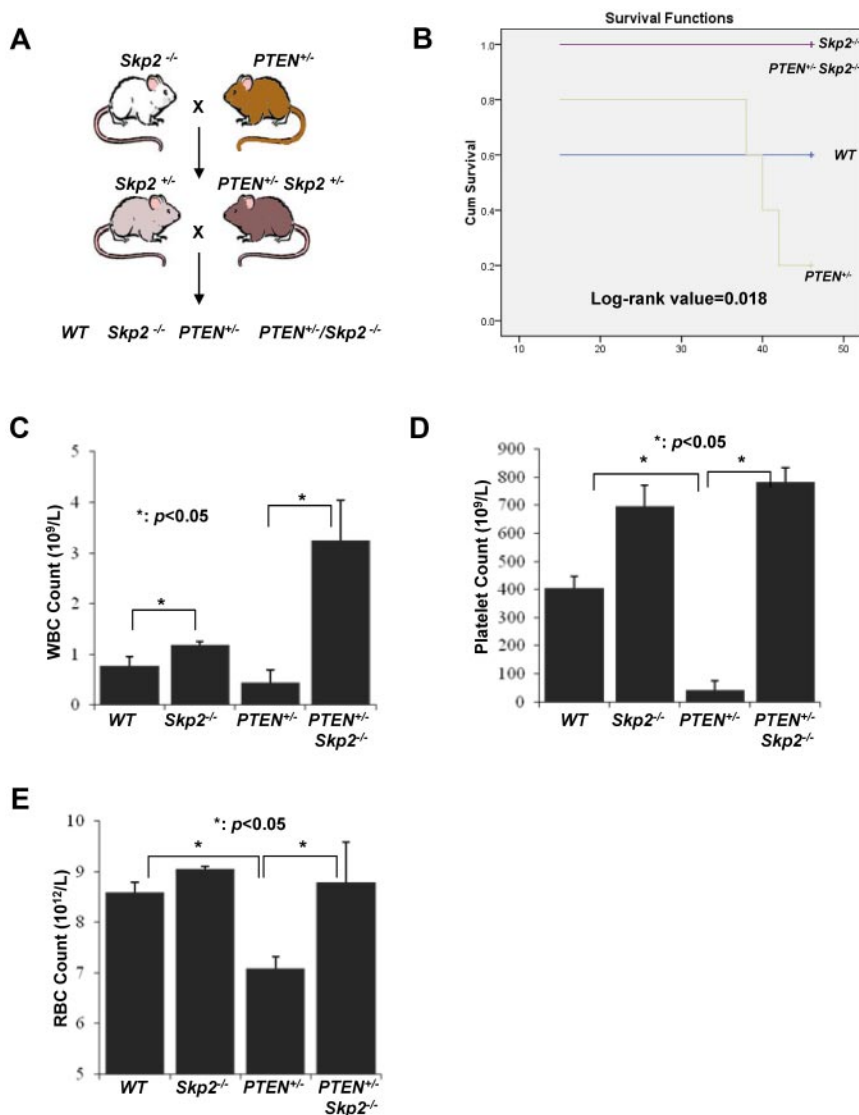 A
Skp2 -/- PTEN+/-
X
Skp2 +/- PTEN+/- Skp2 +/-
X
WT Skp2 -/- PTEN+/- PTEN+/-/Skp2 -/-
B
Survival Functions
Cum Survival
1.0
0.8
0.6
0.4
0.2
0.0
Skp2-/-
PTEN+/- Skp2-/-
WT
PTEN+/-
Log-rank value=0.018
10 20 30 40 50
C
WBC Count (10⁹/L)
5
4
3
2
1
0
*: p<0.05
*
*
WT Skp2-/- PTEN+/- PTEN+/-
Skp2-/-
D
Platelet Count (10⁹/L)
900
800
700
600
500
400
300
200
100
0
*: p<0.05
* *
WT Skp2-/- PTEN+/- PTEN+/-
Skp2-/-
E
RBC Count (10¹²/L)
10
9
8
7
6
5
*: p<0.05
* *
WT Skp2-/- PTEN+/- PTEN+/-
Skp2-/-